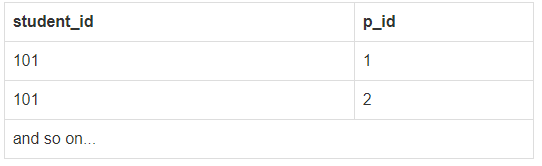 student_id p_id
101 1
101 2
and so on...